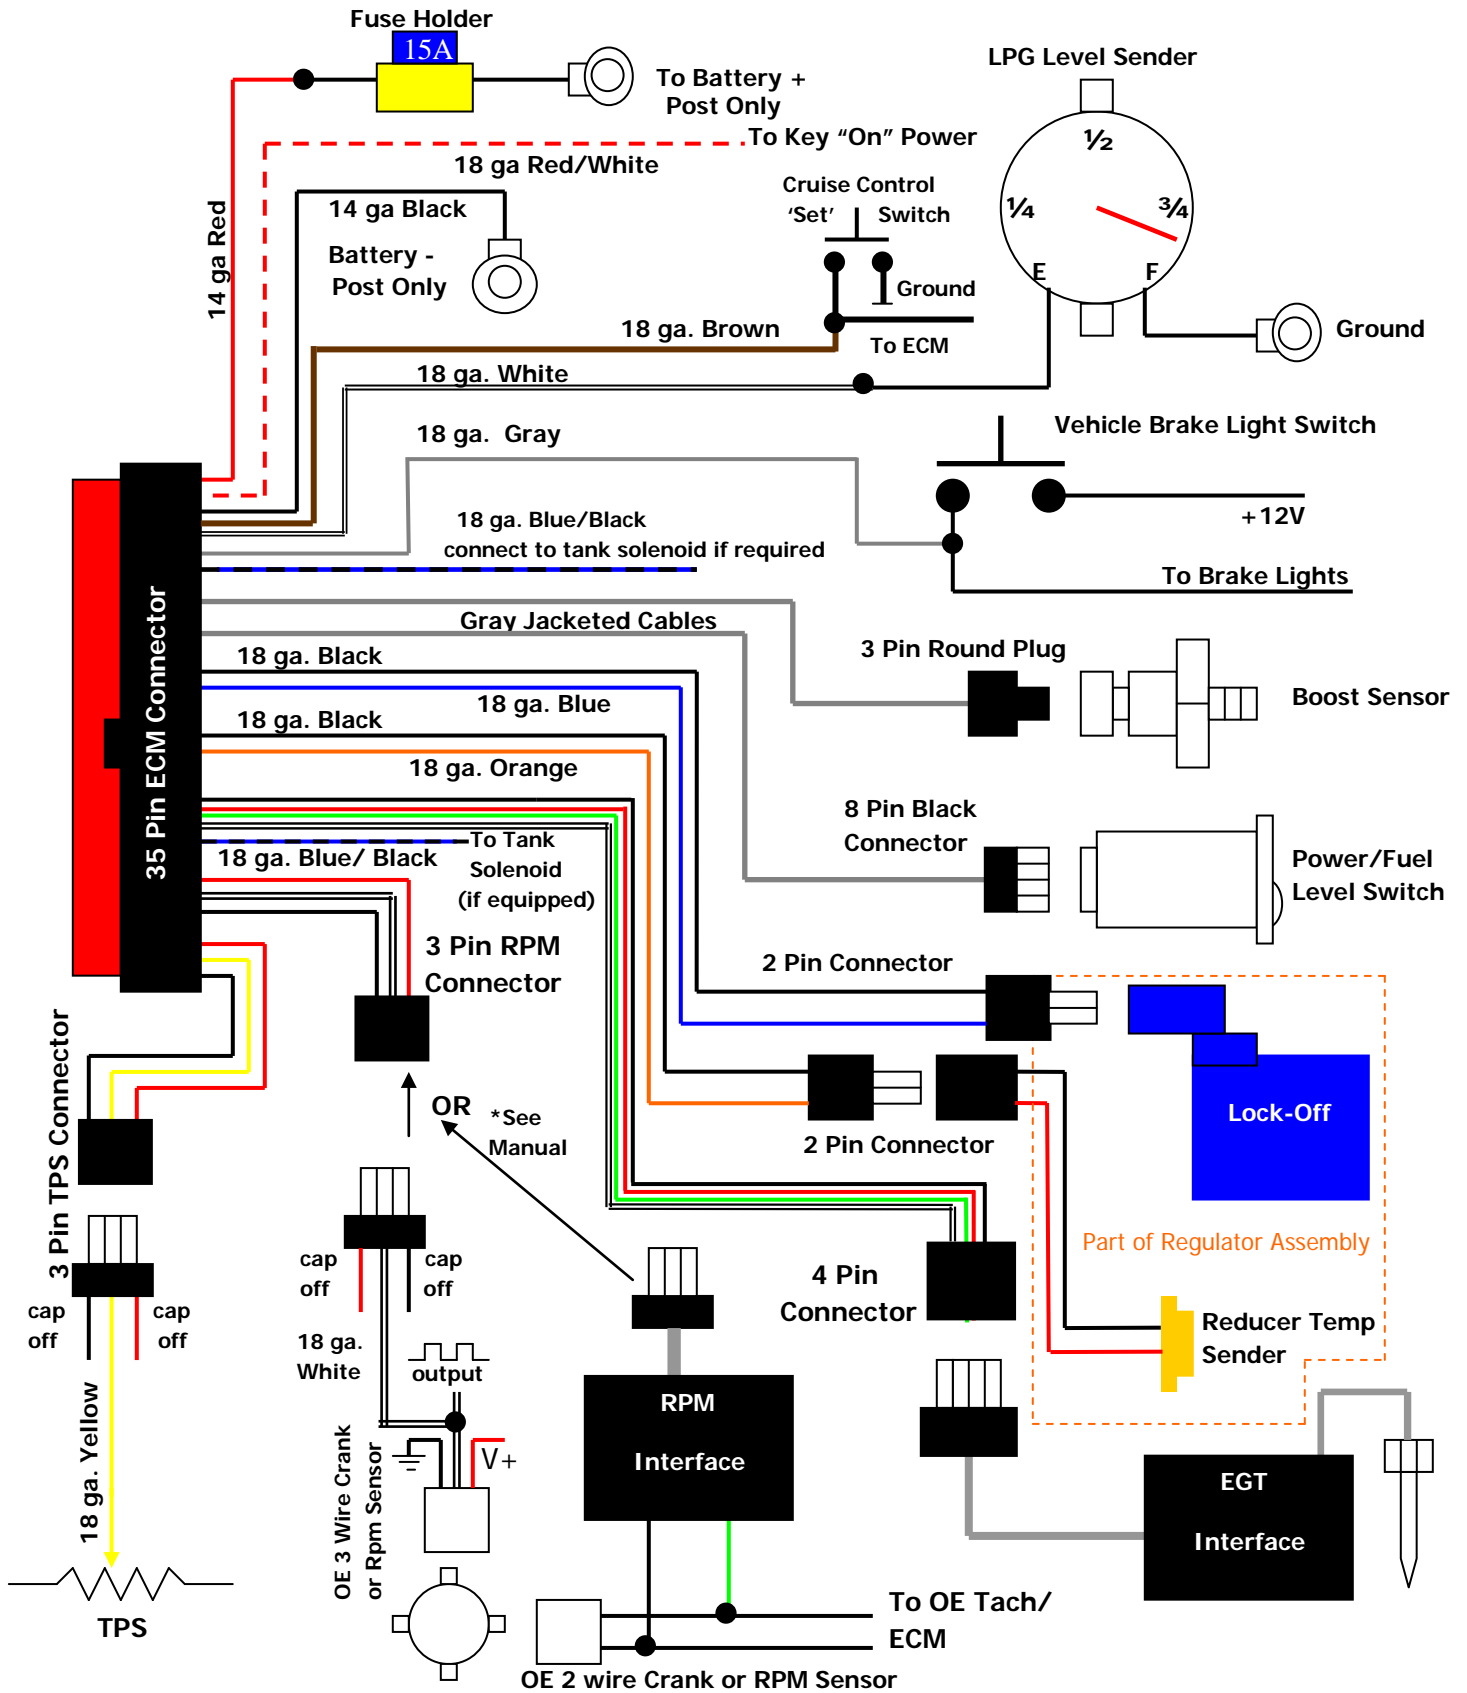 Fuse Holder
15A
To Battery +
Post Only
LPG Level Sender
½
¼
¾
E
F
To Key “On” Power
18 ga Red/White
14 ga Red
14 ga Black
Battery -
Post Only
Cruise Control
‘Set’ Switch
Ground
To ECM
Ground
18 ga. Brown
18 ga. White
18 ga. Gray
Vehicle Brake Light Switch
+12V
To Brake Lights
18 ga. Blue/Black
connect to tank solenoid if required
35 Pin ECM Connector
Gray Jacketed Cables
18 ga. Black
18 ga. Blue
18 ga. Black
18 ga. Orange
3 Pin Round Plug
Boost Sensor
8 Pin Black
Connector
Power/Fuel
Level Switch
18 ga. Blue/ Black
To Tank
Solenoid
(if equipped)
3 Pin RPM
Connector
2 Pin Connector
Lock-Off
2 Pin Connector
3 Pin TPS Connector
OR
*See
Manual
Part of Regulator Assembly
4 Pin
Connector
Reducer Temp
Sender
cap
off
cap
off
cap
off
cap
off
18 ga.
White
output
V+
18 ga. Yellow
OE 3 Wire Crank
or Rpm Sensor
RPM
Interface
EGT
Interface
TPS
To OE Tach/
ECM
OE 2 wire Crank or RPM Sensor